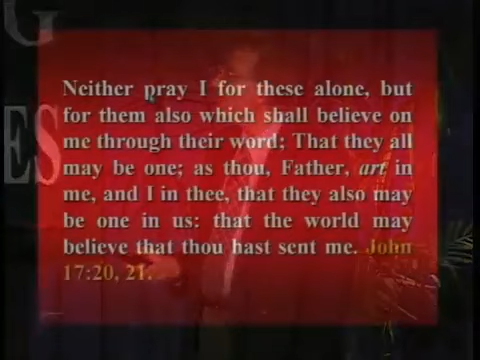 G
ES
Neither pray I for these alone, but
for them also which shall believe on
me through their word; That they all
may be one; as thou, Father, art in
me, and I in thee, that they also may
be one in us: that the world may
believe that thou hast sent me. John
17:20, 21.